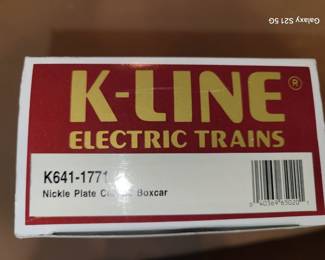 Galaxy S21 5G
K-LINE®
ELECTRIC TRAINS
K641-1771
Nickle Plate Boxcar